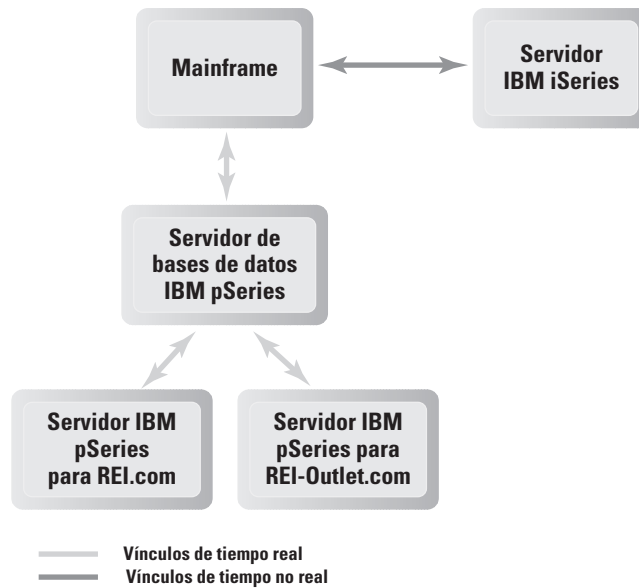 Mainframe
Servidor
IBM iSeries
Servidor de
bases de datos
IBM pSeries
Servidor IBM
pSeries
para REI.com
Servidor IBM
pSeries para
REI-Outlet.com
Vínculos de tiempo real
Vínculos de tiempo no real